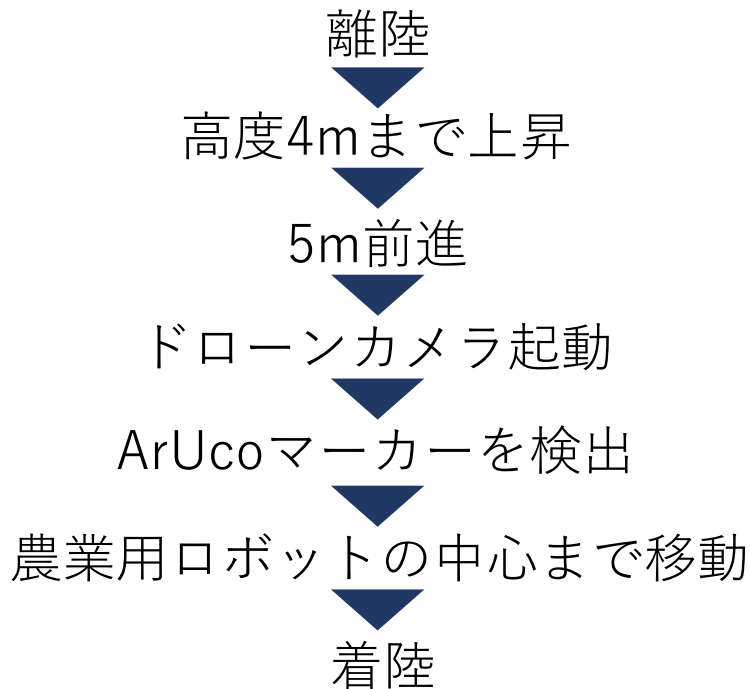 離陸
高度4mまで上昇
5m前進
ドローンカメラ起動
ArUcoマーカーを検出
農業用ロボットの中心まで移動
着陸